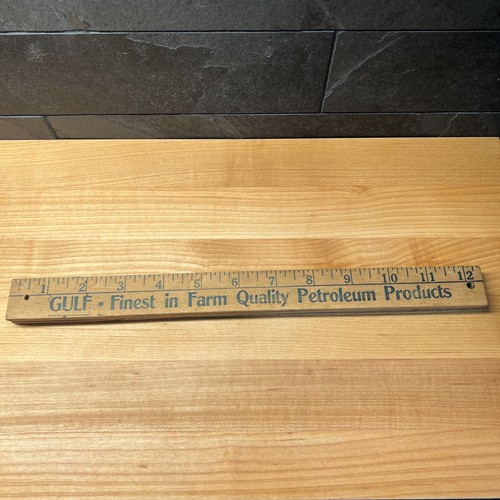 1 2 3 4 5 6 7 8 9 10 11 12
GULF - Finest in Farm Quality Petroleum Products